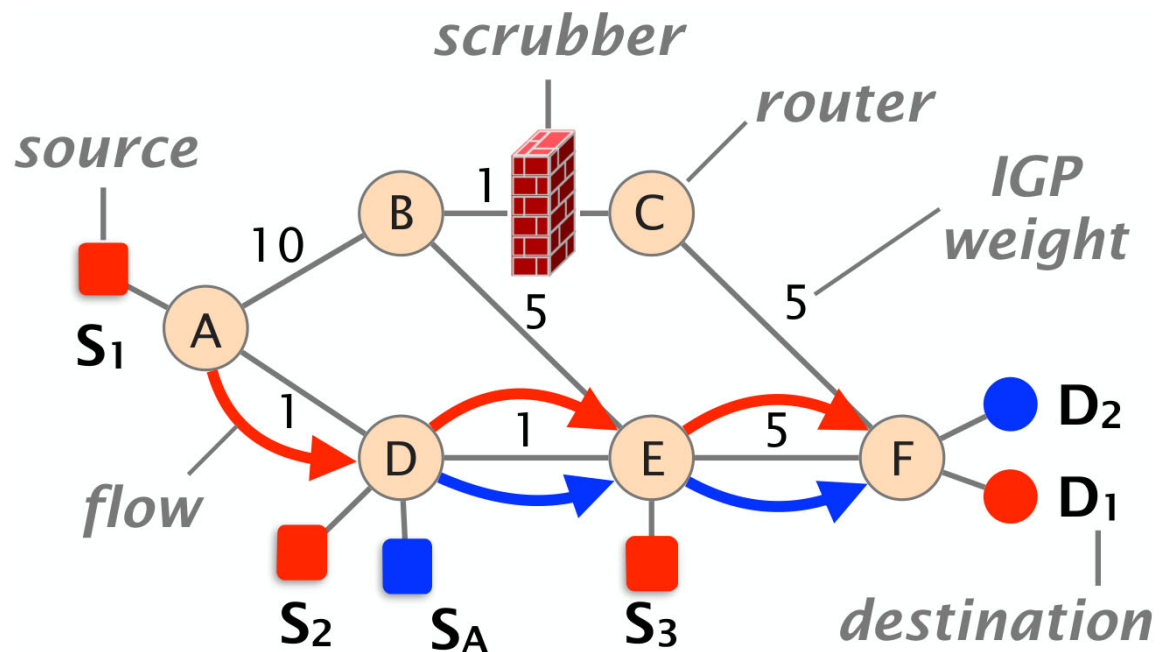 scrubber
router
source
IGP
weight
B
1
C
10
5
5
A
S1
1
D
1
E
5
F
D2
D1
flow
S2
SA
S3
destination